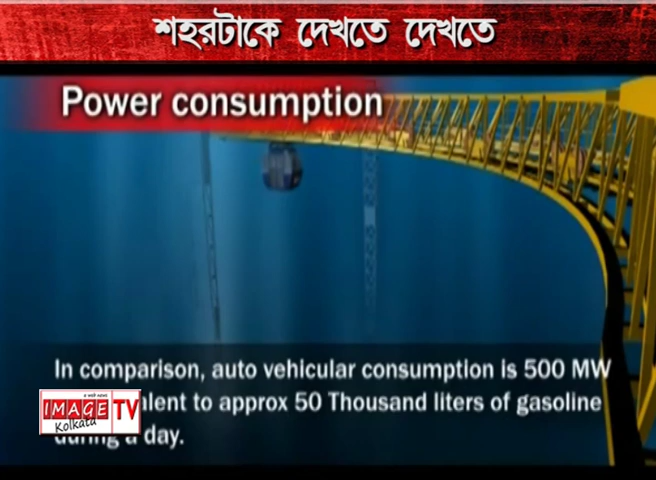 শহরটাকে দেখতে দেখতে
Power consumption
In comparison, auto vehicular consumption is 500 MW
to approx 50 Thousand liters of gasoline
during a day.
IMAGE TV
Kolkata